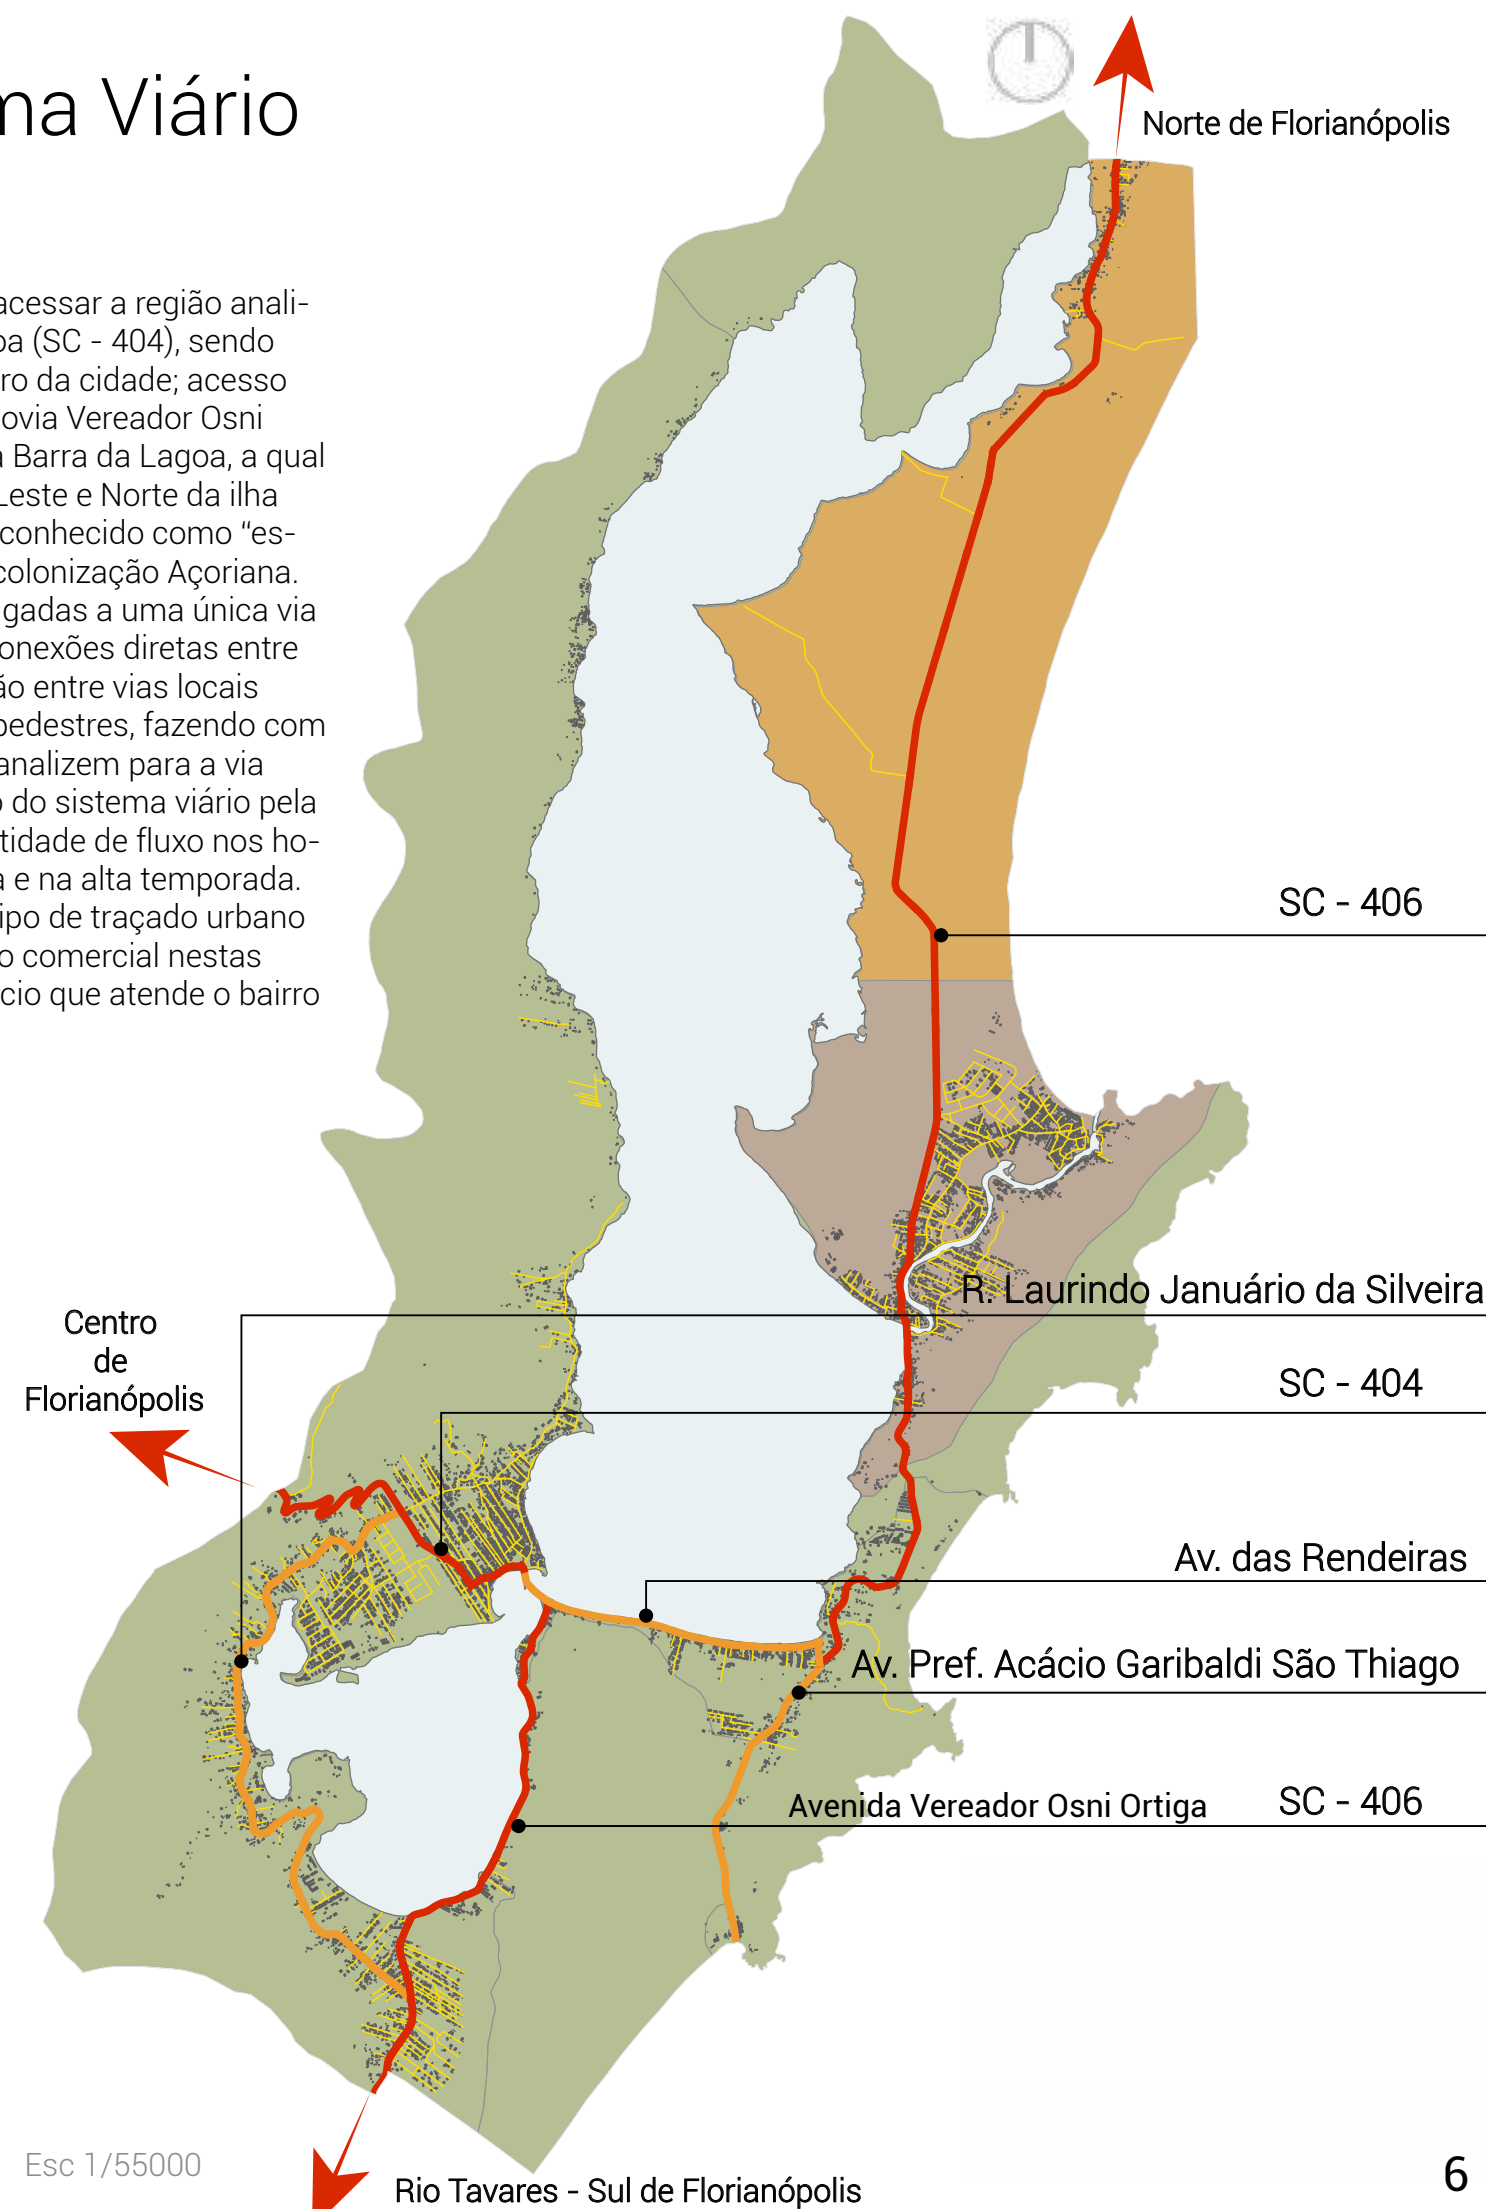 ma Viário
Norte de Florianópolis
acessar a região anali-
oa (SC - 404), sendo
ro da cidade; acesso
ovia Vereador Osni
a Barra da Lagoa, a qual
Leste e Norte da ilha
conhecido como “es-
colonização Açoriana.
gadas a uma única via
onexões diretas entre
ão entre vias locais
pedestres, fazendo com
analizem para a via
o do sistema viário pela
tidade de fluxo nos ho-
a e na alta temporada.
ipo de traçado urbano
o comercial nestas
cio que atende o bairro
SC - 406
R. Laurindo Januário da Silveira
Centro
de
Florianópolis
SC - 404
Av. das Rendeiras
Av. Pref. Acácio Garibaldi São Thiago
Avenida Vereador Osni Ortiga SC - 406
Esc 1/55000
Rio Tavares - Sul de Florianópolis
6